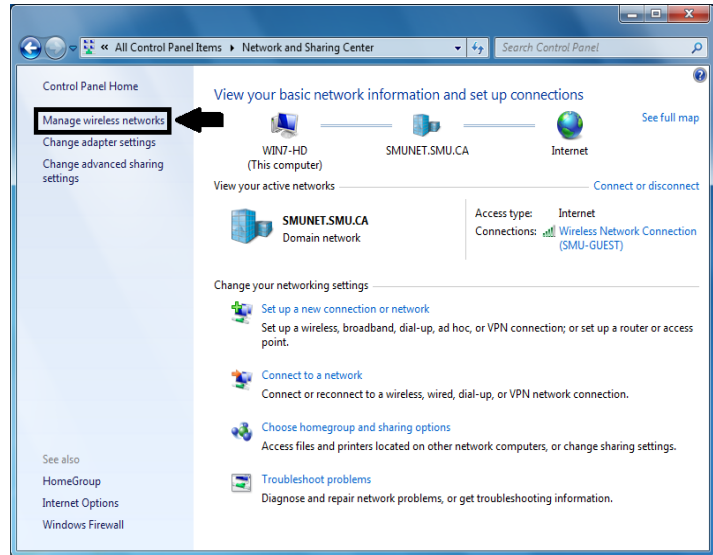 « All Control Panel Items ▸ Network and Sharing Center
Search Control Panel
Control Panel Home
Manage wireless networks
Change adapter settings
Change advanced sharing
settings
See also
HomeGroup
Internet Options
Windows Firewall
View your basic network information and set up connections
See full map
WIN7-HD
(This computer)
SMUNET.SMU.CA
Internet
View your active networks
Connect or disconnect
SMUNET.SMU.CA
Domain network
Access type: Internet
Connections: Wireless Network Connection
(SMU-GUEST)
Change your networking settings
Set up a new connection or network
Set up a wireless, broadband, dial-up, ad hoc, or VPN connection; or set up a router or access
point.
Connect to a network
Connect or reconnect to a wireless, wired, dial-up, or VPN network connection.
Choose homegroup and sharing options
Access files and printers located on other network computers, or change sharing settings.
Troubleshoot problems
Diagnose and repair network problems, or get troubleshooting information.